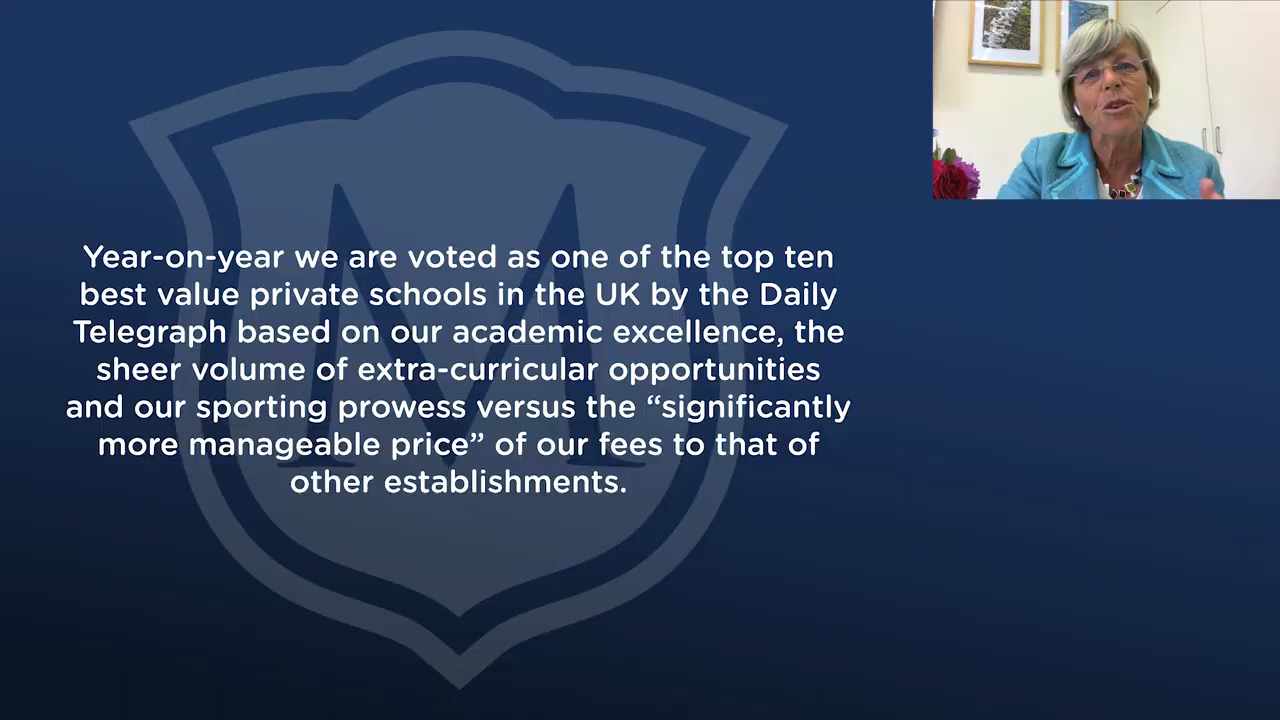 Year-on-year we are voted as one of the top ten
best value private schools in the UK by the Daily
Telegraph based on our academic excellence, the
sheer volume of extra-curricular opportunities
and our sporting prowess versus the “significantly
more manageable price” of our fees to that of
other establishments.
M